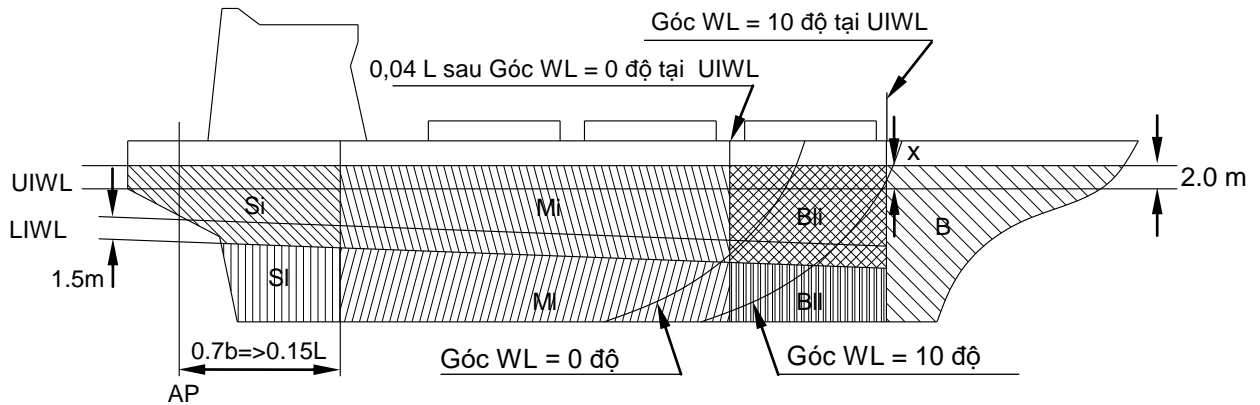 Góc WL = 10 độ tại UIWL
0,04 L sau Góc WL = 0 độ tại UIWL
x
UIWL
2.0 m
Si
Mi
BIi
B
LIWL
1.5m
Sl
Ml
BIl
0.7b=>0.15L
Góc WL = 0 độ
Góc WL = 10 độ
AP